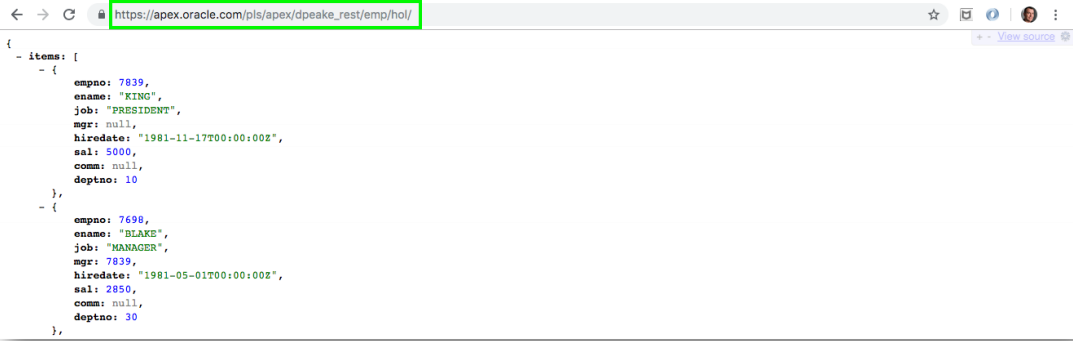 https://apex.oracle.com/pls/apex/dpeake_rest/emp/hol/
+ - View source
{
- items: [
- {
empno: 7839,
ename: "KING",
job: "PRESIDENT",
mgr: null,
hiredate: "1981-11-17T00:00:00Z",
sal: 5000,
comm: null,
deptno: 10
},
- {
empno: 7698,
ename: "BLAKE",
job: "MANAGER",
mgr: 7839,
hiredate: "1981-05-01T00:00:00Z",
sal: 2850,
comm: null,
deptno: 30
},